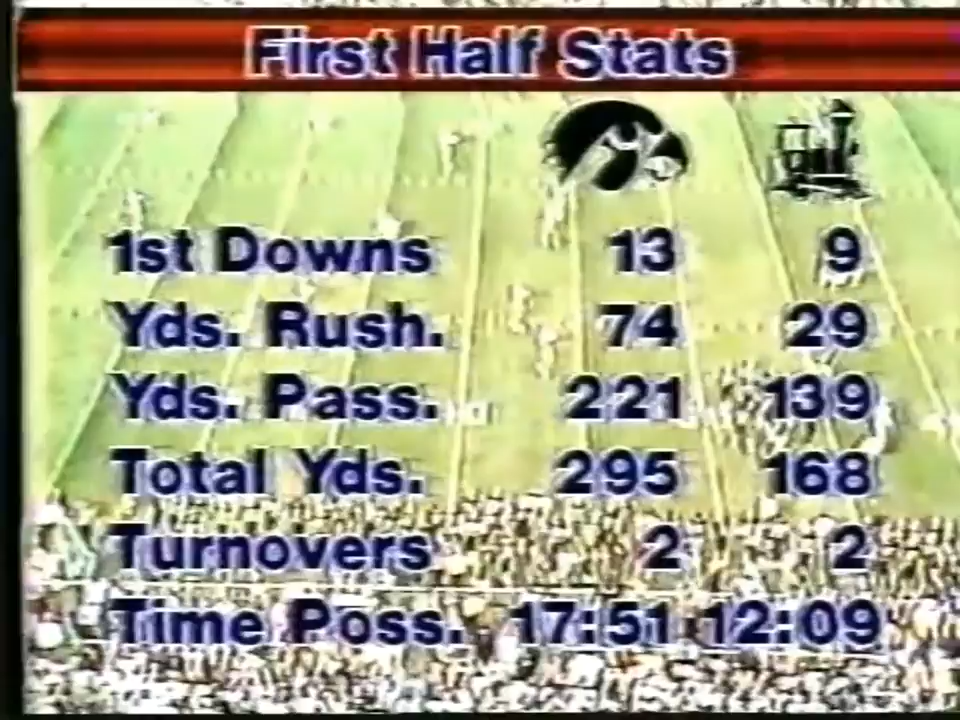 First Half Stats
1st Downs 13 9
Yds. Rush. 74 29
Yds. Pass. 221 139
Total Yds. 295 168
Turnovers 2 2
Time Poss. 17:51 12:09